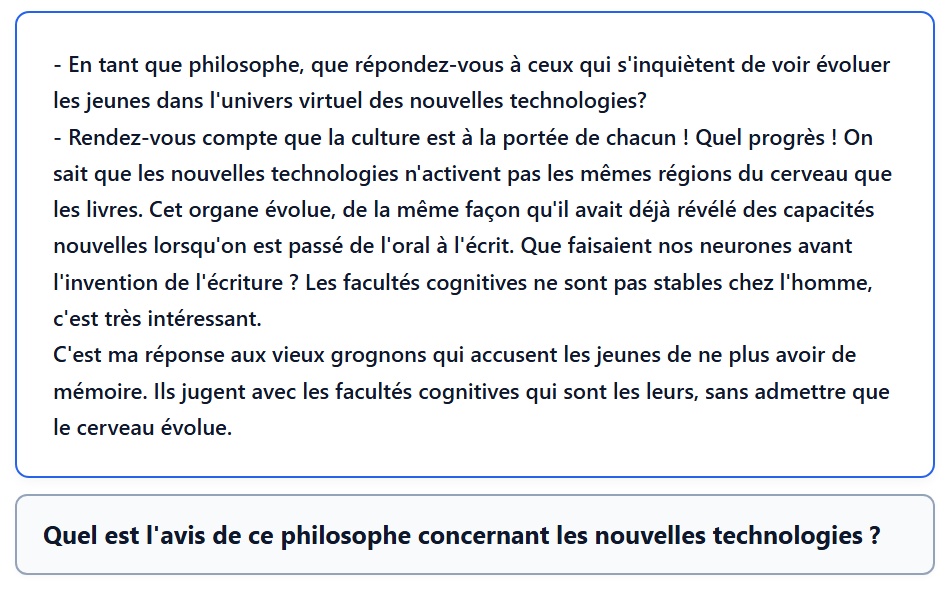 - En tant que philosophe, que répondez-vous à ceux qui s'inquiètent de voir évoluer
les jeunes dans l'univers virtuel des nouvelles technologies?
- Rendez-vous compte que la culture est à la portée de chacun ! Quel progrès ! On
sait que les nouvelles technologies n'activent pas les mêmes régions du cerveau que
les livres. Cet organe évolue, de la même façon qu'il avait déjà révélé des capacités
nouvelles lorsqu'on est passé de l'oral à l'écrit. Que faisaient nos neurones avant
l'invention de l'écriture ? Les facultés cognitives ne sont pas stables chez l'homme,
c'est très intéressant.
C'est ma réponse aux vieux grognons qui accusent les jeunes de ne plus avoir de
mémoire. Ils jugent avec les facultés cognitives qui sont les leurs, sans admettre que
le cerveau évolue.
Quel est l'avis de ce philosophe concernant les nouvelles technologies ?